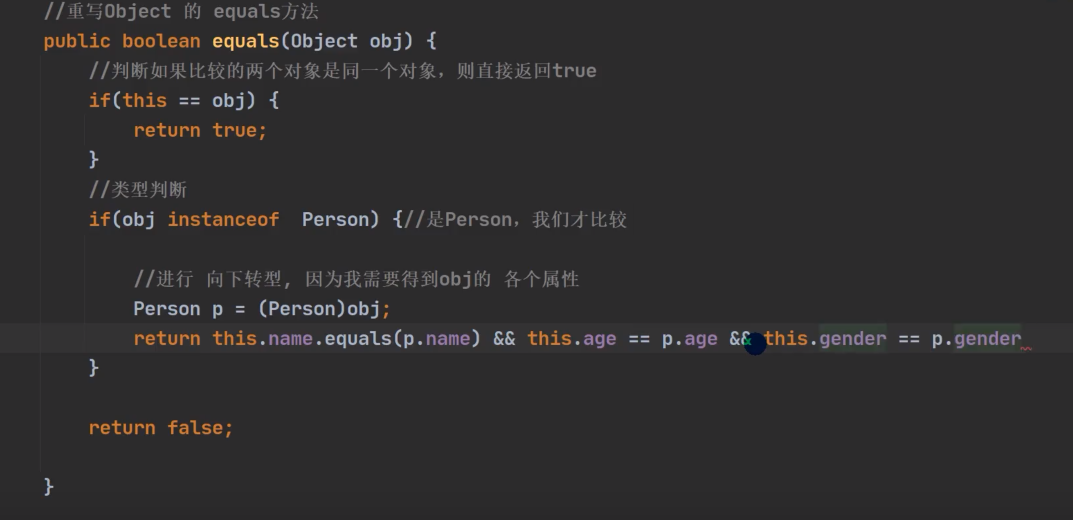 //重写Object 的 equals方法
public boolean equals(Object obj) {
//判断如果比较的两个对象是同一个对象，则直接返回true
if(this == obj) {
return true;
}
//类型判断
if(obj instanceof  Person) {//是Person，我们才比较
//进行 向下转型, 因为我需要得到obj的 各个属性
Person p = (Person)obj;
return this.name.equals(p.name) && this.age == p.age && this.gender == p.gender
}
return false;
}